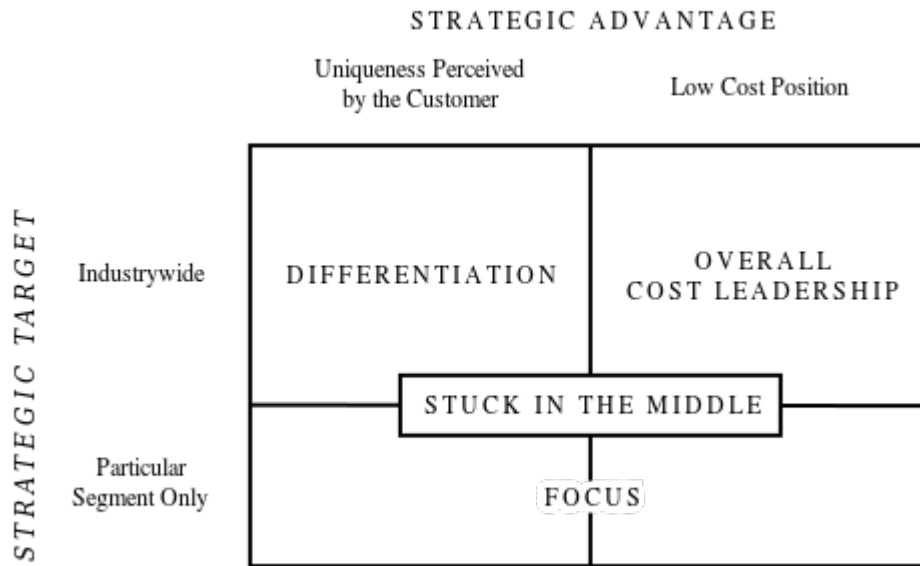 STRATEGIC ADVANTAGE
Uniqueness Perceived
by the Customer
Low Cost Position
STRATEGIC TARGET
Industrywide
DIFFERENTIATION
OVERALL
COST LEADERSHIP
STUCK IN THE MIDDLE
Particular
Segment Only
FOCUS